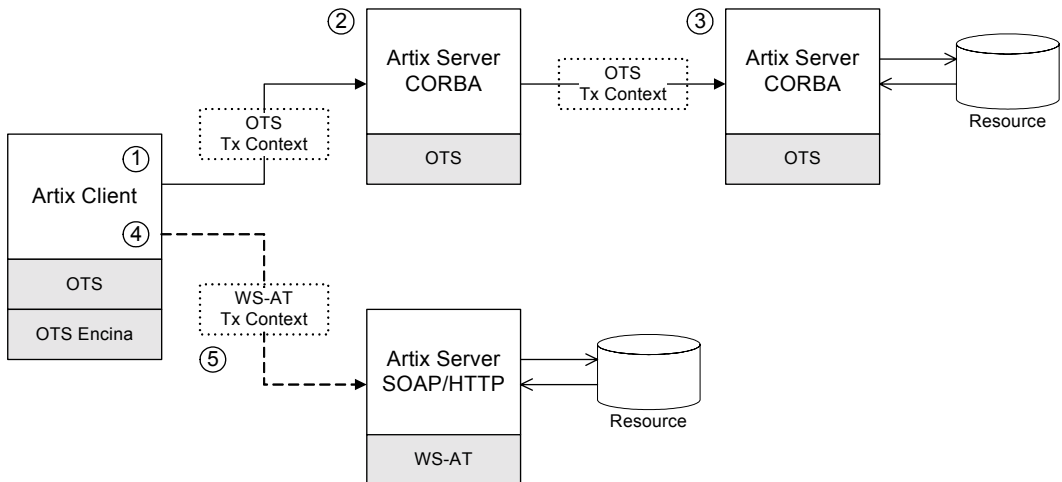 ②
Artix Server
CORBA
OTS
③
Artix Server
CORBA
OTS
OTS
Tx Context
Resource
OTS
Tx Context
①
Artix Client
④
OTS
OTS Encina
WS-AT
Tx Context
⑤
Artix Server
SOAP/HTTP
WS-AT
Resource